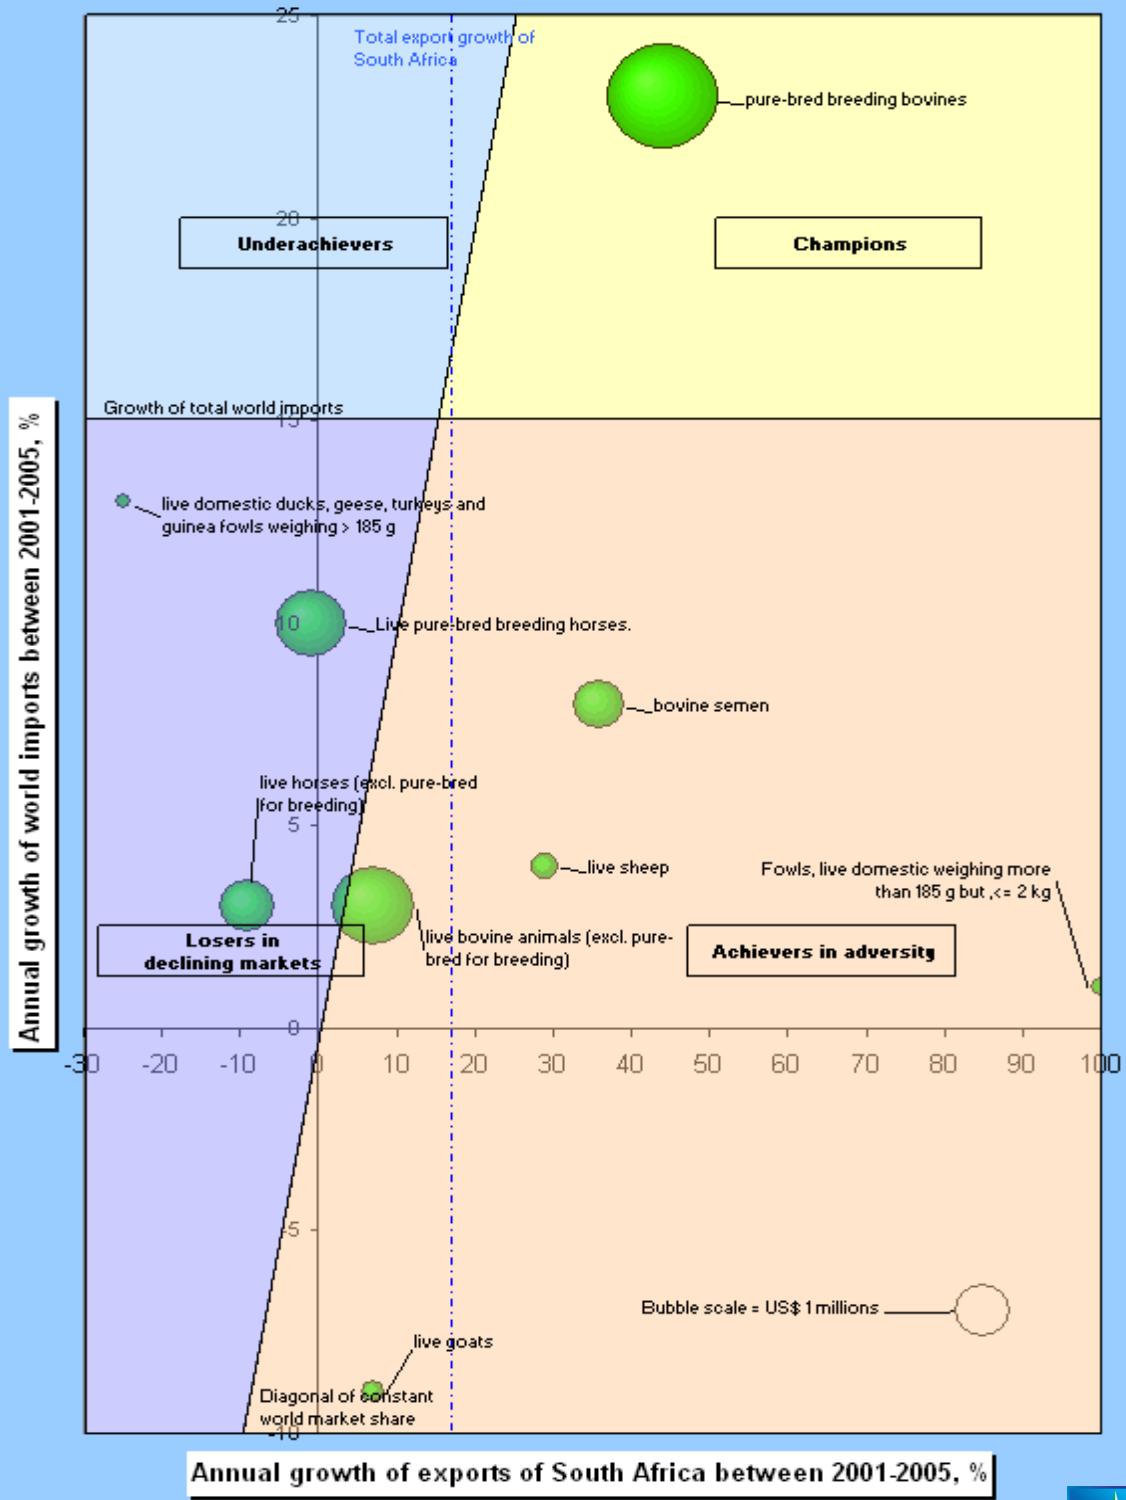 25
Total export growth of
South Africa
pure-bred breeding bovines
20
Underachievers
Champions
Growth of total world imports
15
live domestic ducks, geese, turkeys and
guinea fowls weighing > 185 g
10
Live pure-bred breeding horses.
bovine semen
live horses (excl. pure-bred
for breeding)
5
live sheep
Fowls, live domestic weighing more
than 185 g but ,<= 2 kg
Losers in
declining markets
live bovine animals (excl. pure-
bred for breeding)
Achievers in adversity
0
-30 -20 -10 0 10 20 30 40 50 60 70 80 90 100
-5
Bubble scale = US$ 1 millions
live goats
Diagonal of constant
world market share
-10
Annual growth of world imports between 2001-2005, %
Annual growth of exports of South Africa between 2001-2005, %